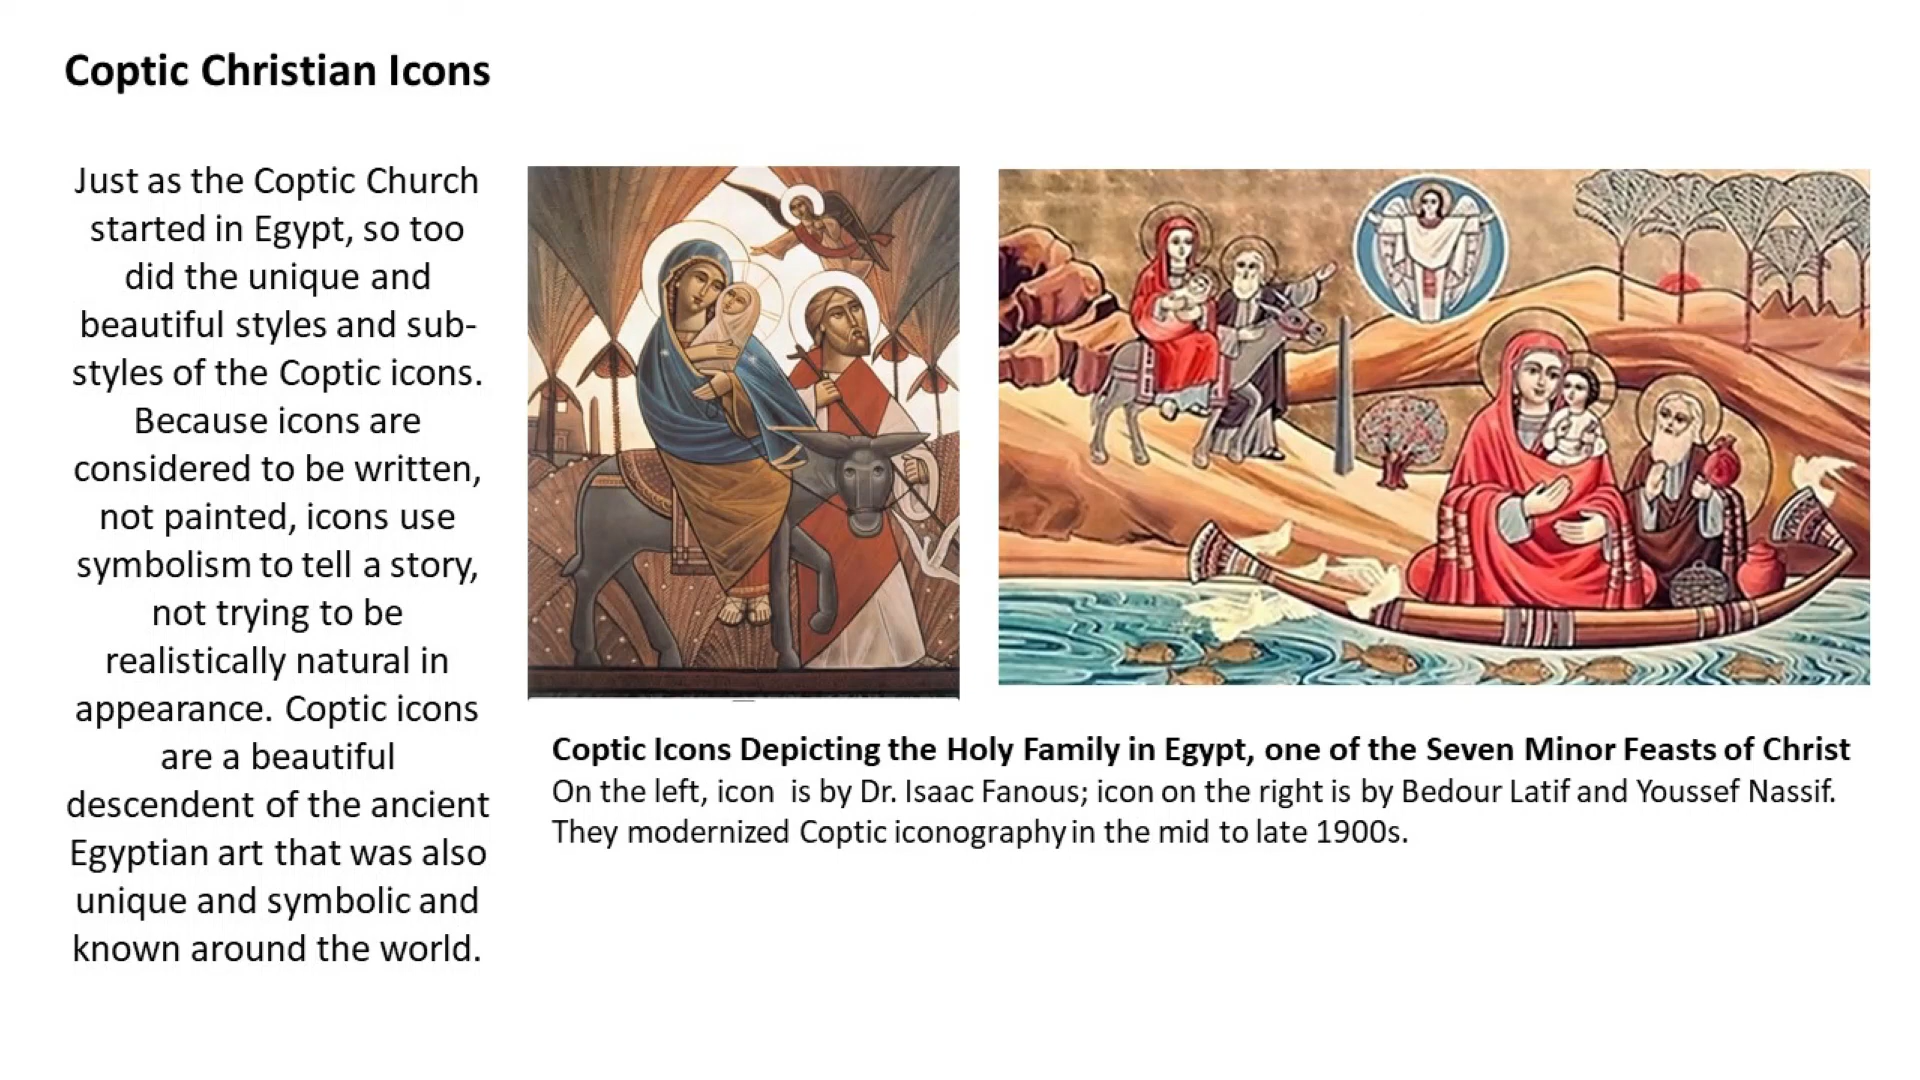 Coptic Christian Icons
Just as the Coptic Church
started in Egypt, so too
did the unique and
beautiful styles and sub-
styles of the Coptic icons.
Because icons are
considered to be written,
not painted, icons use
symbolism to tell a story,
not trying to be
realistically natural in
appearance. Coptic icons
are a beautiful
descendent of the ancient
Egyptian art that was also
unique and symbolic and
known around the world.
Coptic Icons Depicting the Holy Family in Egypt, one of the Seven Minor Feasts of Christ
On the left, icon is by Dr. Isaac Fanous; icon on the right is by Bedour Latif and Youssef Nassif.
They modernized Coptic iconography in the mid to late 1900s.